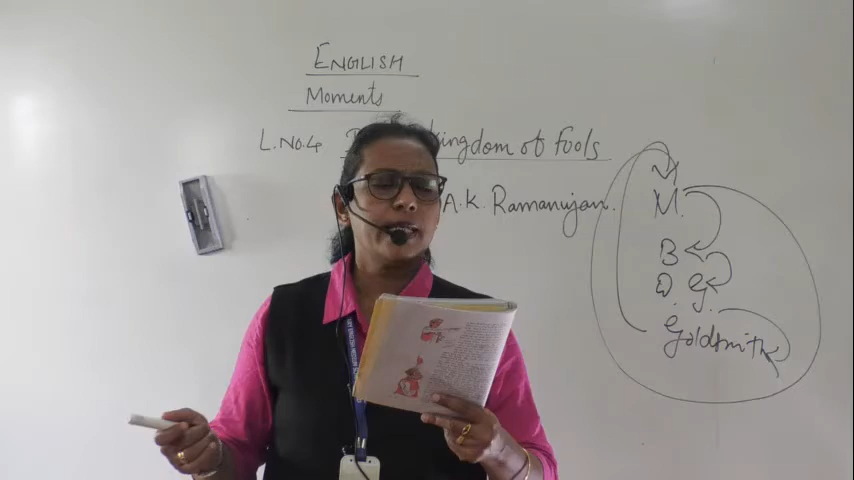 ENGLISH
Moments
L.No.4 kingdom of fools
A.K. Ramanujan.
M.
B
D. G.
Goldsmith